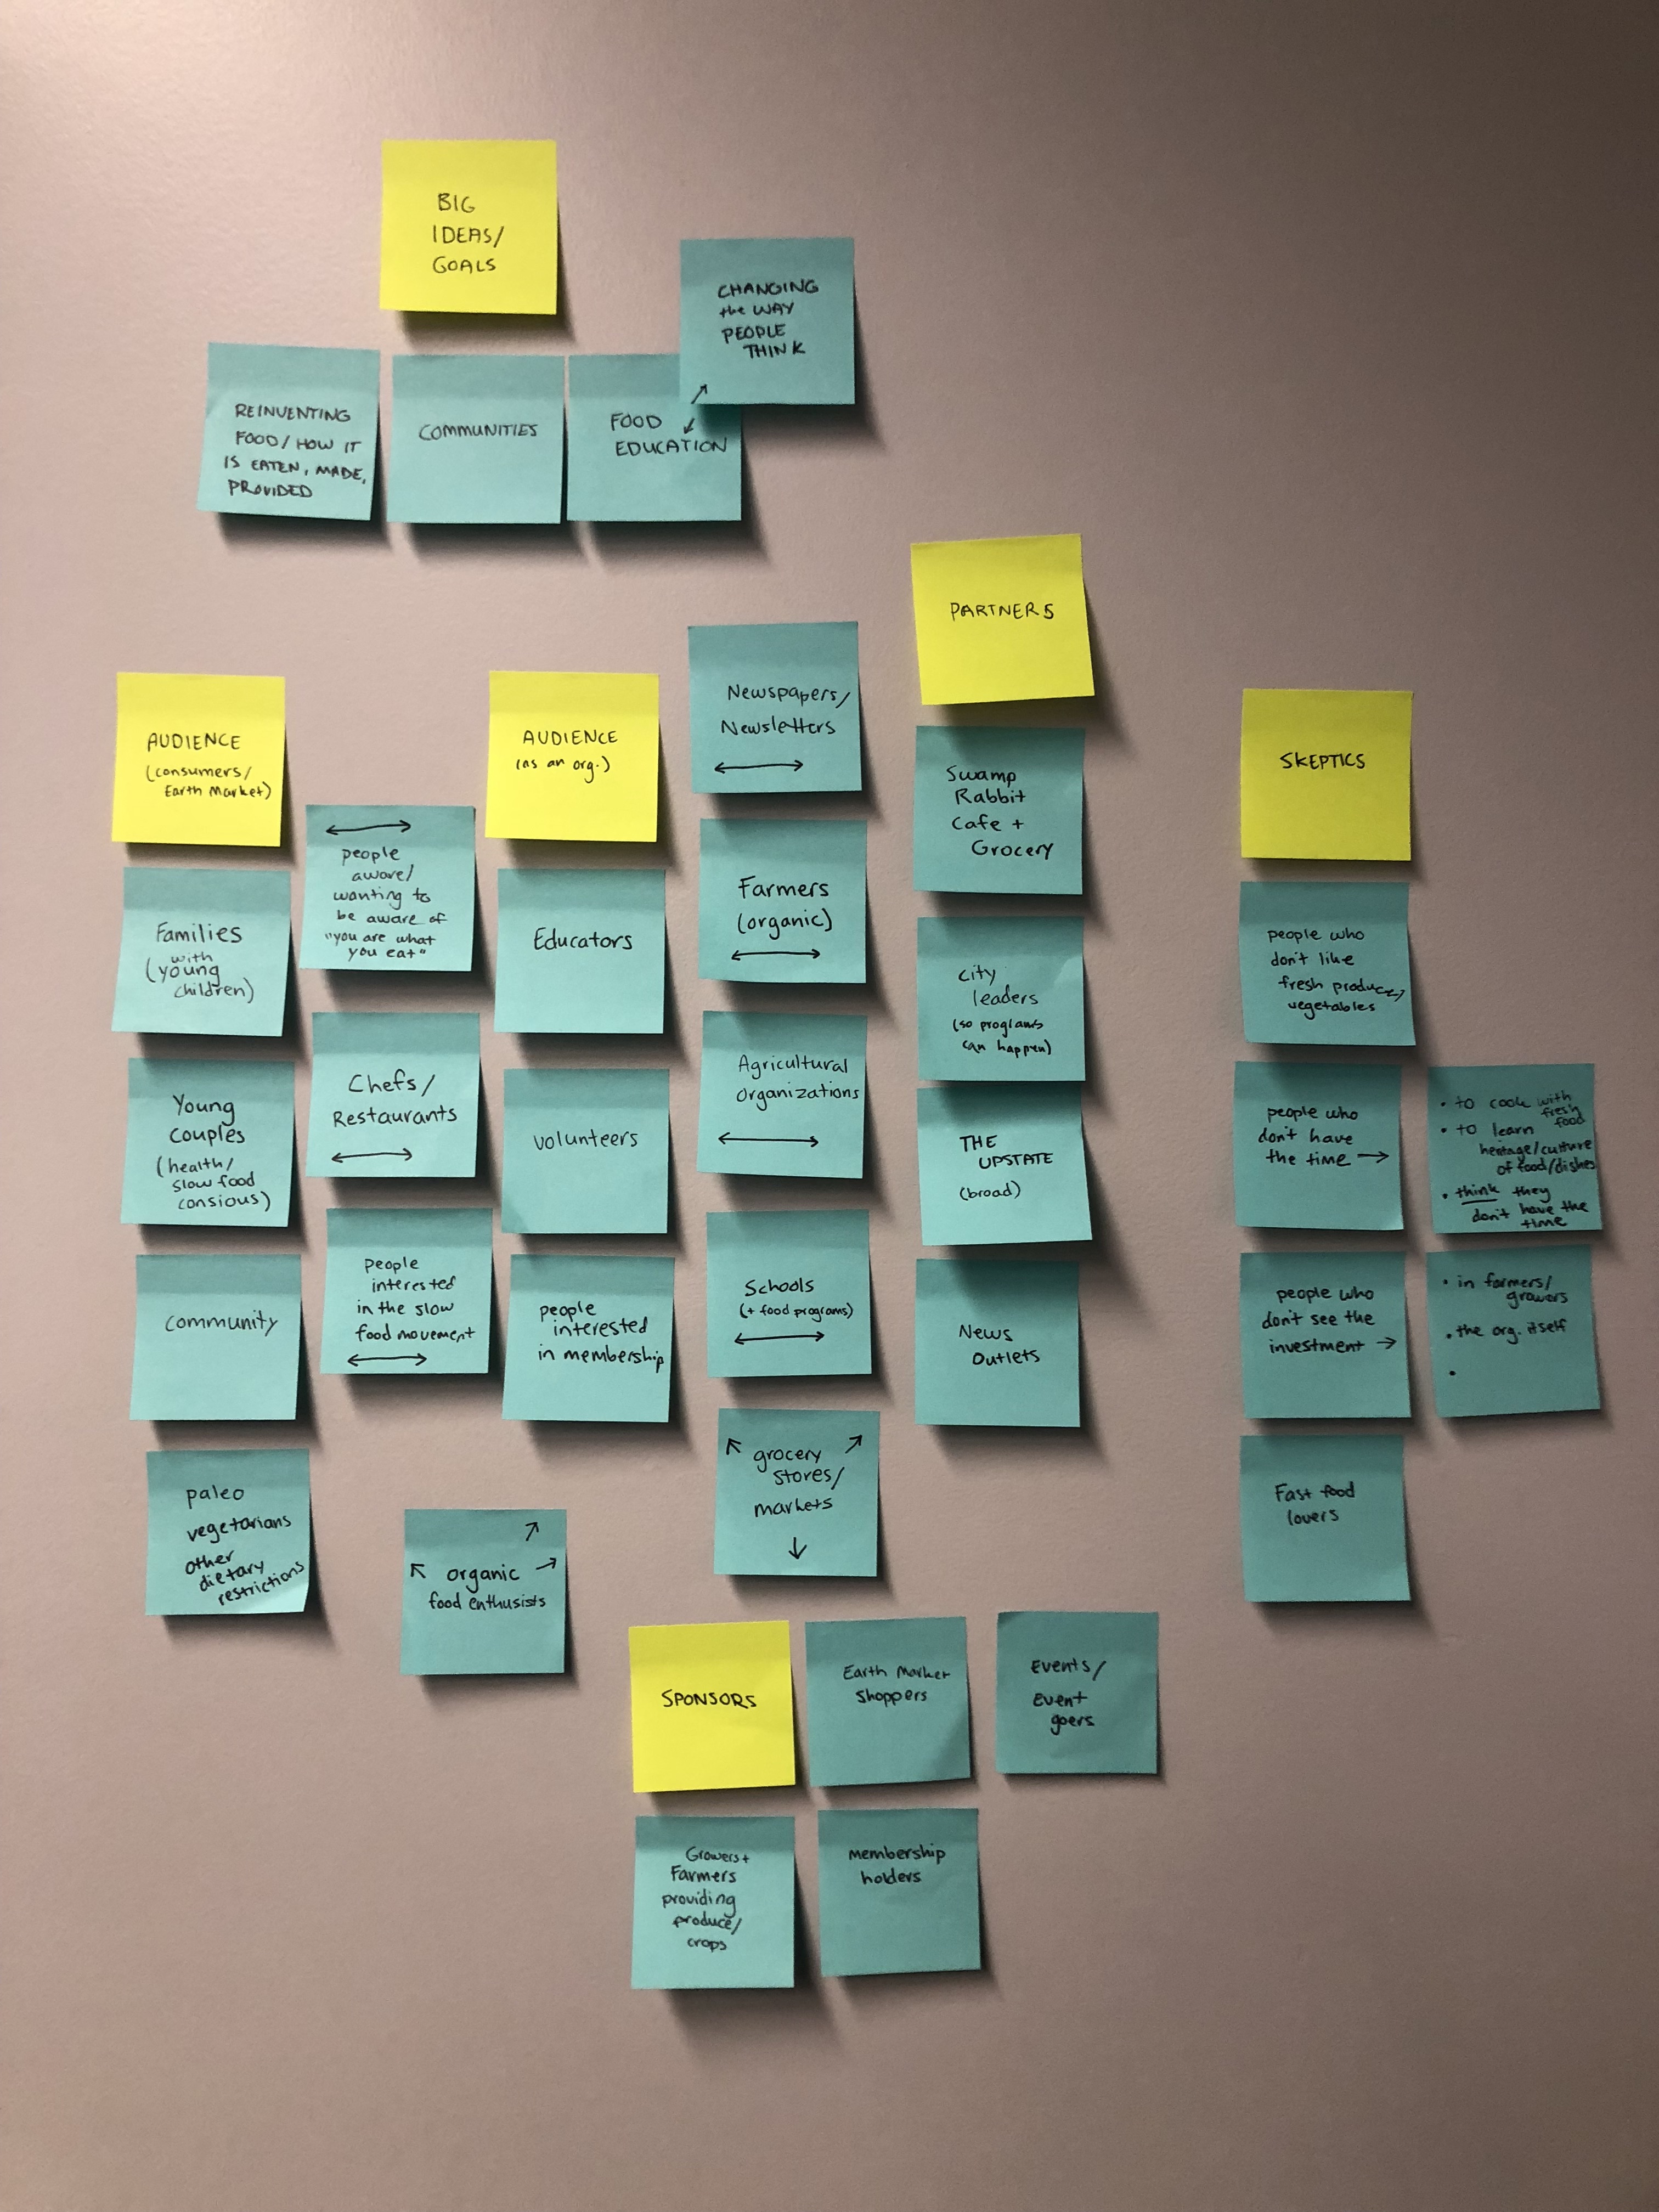 BIG
IDEAS/
GOALS
CHANGING
the WAY
PEOPLE
THINK
REINVENTING
FOOD/HOW IT
IS EATEN, MADE,
PROVIDED
COMMUNITIES
FOOD
EDUCATION
AUDIENCE
(consumers/
Earth Market)
Families
with
(young
children)
Young
Couples
(health/
slow food
consious)
community
paleo
vegetarians
other
dietary
restrictions
people
aware/
wanting to
be aware of
"you are what
you eat"
Chefs/
Restaurants
people
interested
in the slow
food movement
organic
food enthusists
AUDIENCE
(as an org.)
Educators
volunteers
people
interested
in membership
Newspapers/
Newsletters
Farmers
(organic)
Agricultural
organizations
Schools
(+ food programs)
grocery
stores/
markets
PARTNERS
Swamp
Rabbit
Cafe +
Grocery
city
leaders
(so programs
can happen)
THE
UPSTATE
(broad)
News
Outlets
SKEPTICS
people who
don't like
fresh produce,
vegetables
people who
don't have
the time →
• to cook with
fresh
food
• to learn
heritage/culture
of food/dishes
• think they
don't have the
time
people who
don't see the
investment →
• in farmers/
growers
• the org. itself
•
Fast food
lovers
SPONSORS
Earth Market
Shoppers
Events/
Event
goers
Growers +
Farmers
providing
produce/
crops
membership
holders